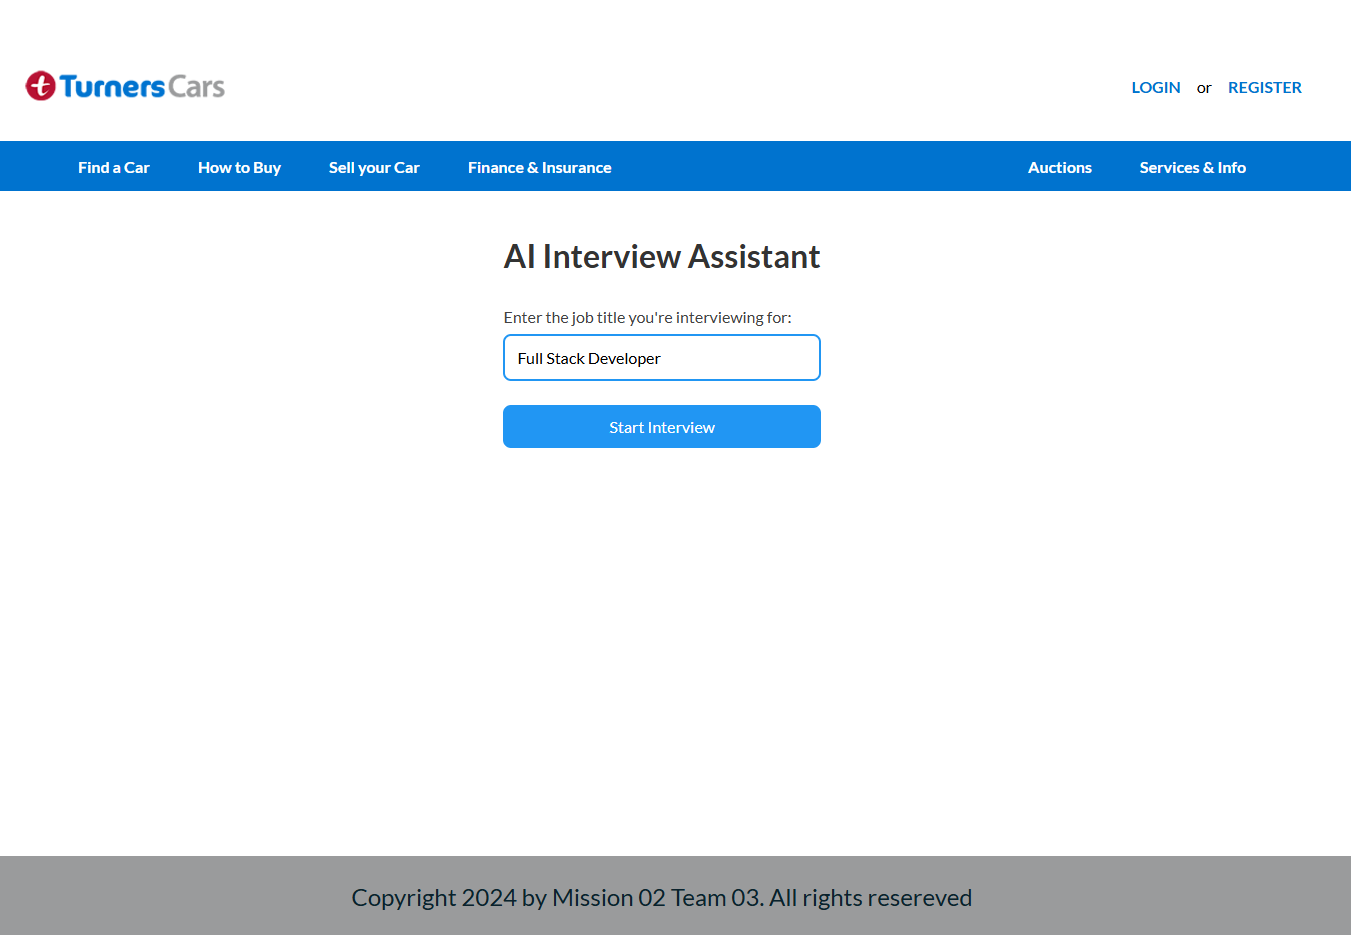 t Turners Cars
LOGIN or REGISTER
Find a Car How to Buy Sell your Car Finance & Insurance Auctions Services & Info
AI Interview Assistant
Enter the job title you're interviewing for:
Full Stack Developer
Start Interview
Copyright 2024 by Mission 02 Team 03. All rights resereved